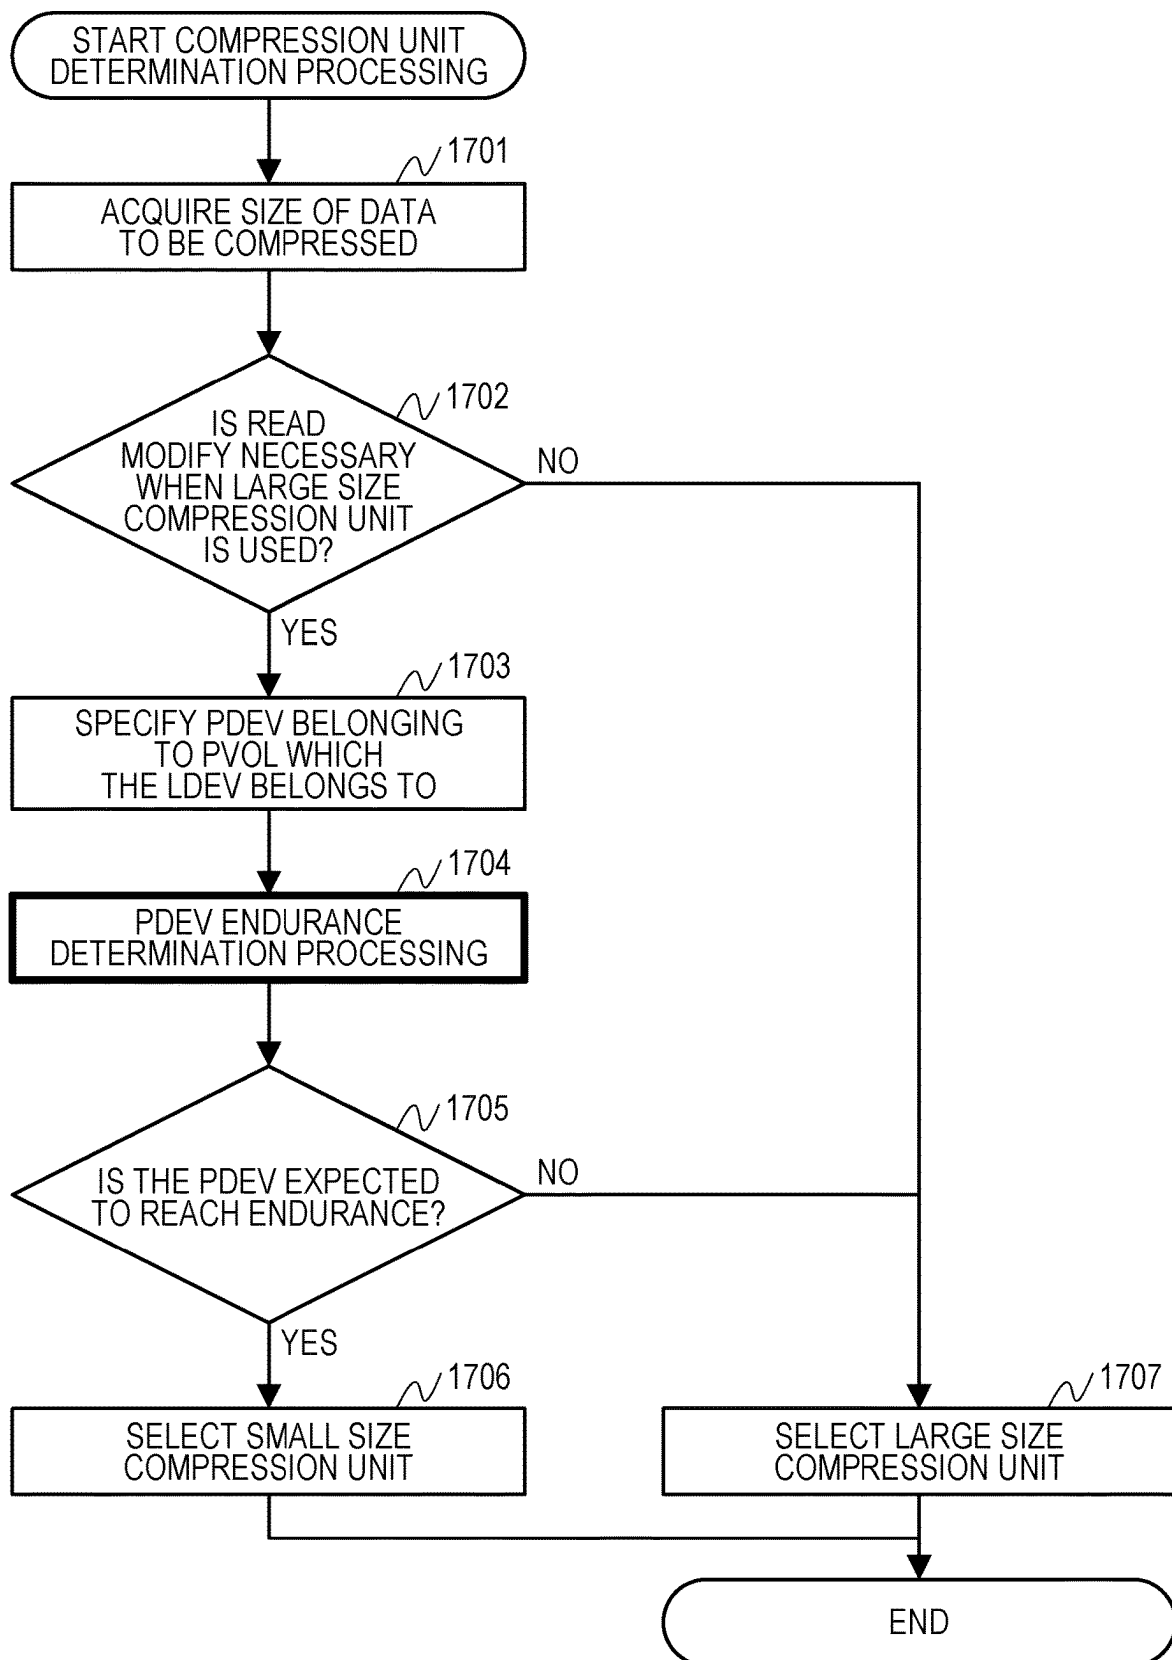 START COMPRESSION UNIT
DETERMINATION PROCESSING
1701
ACQUIRE SIZE OF DATA
TO BE COMPRESSED
1702
IS READ
MODIFY NECESSARY
WHEN LARGE SIZE
COMPRESSION UNIT
IS USED?
NO
YES
1703
SPECIFY PDEV BELONGING
TO PVOL WHICH
THE LDEV BELONGS TO
1704
PDEV ENDURANCE
DETERMINATION PROCESSING
1705
IS THE PDEV EXPECTED
TO REACH ENDURANCE?
NO
YES
1706
SELECT SMALL SIZE
COMPRESSION UNIT
1707
SELECT LARGE SIZE
COMPRESSION UNIT
END